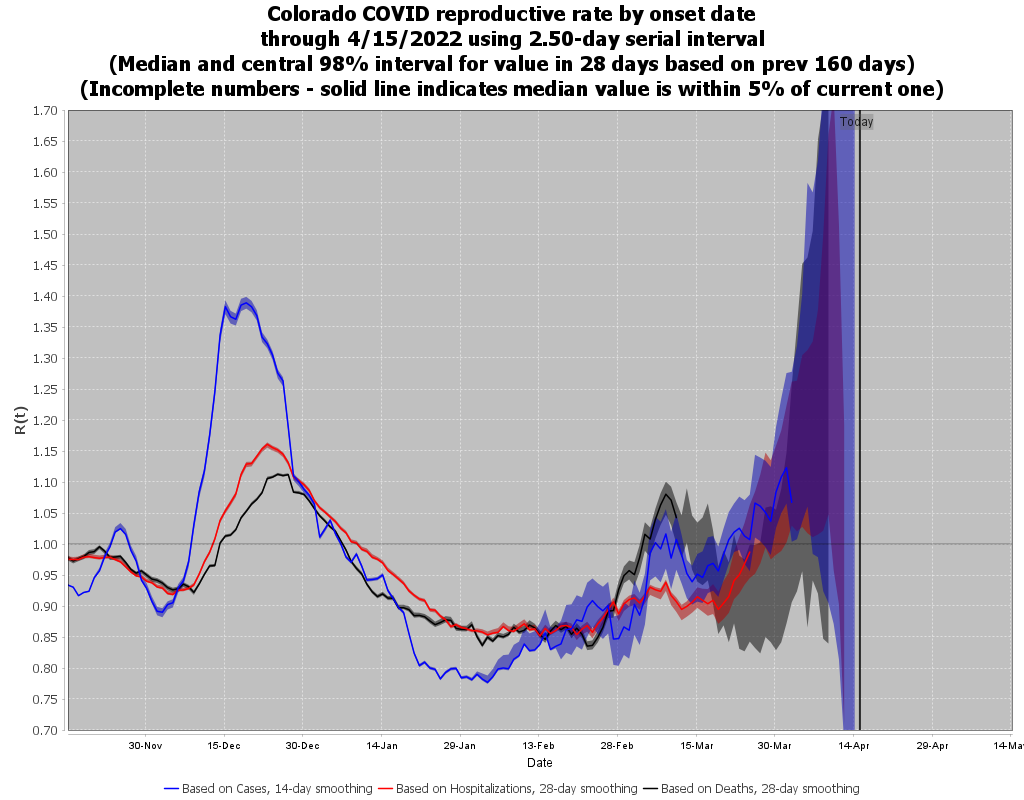 Colorado COVID reproductive rate by onset date
through 4/15/2022 using 2.50-day serial interval
(Median and central 98% interval for value in 28 days based on prev 160 days)
(Incomplete numbers - solid line indicates median value is within 5% of current one)
Today
1.70
1.65
1.60
1.55
1.50
1.45
1.40
1.35
1.30
1.25
1.20
1.15
1.10
1.05
1.00
0.95
0.90
0.85
0.80
0.75
0.70
R(t)
30-Nov 15-Dec 30-Dec 14-Jan 29-Jan 13-Feb 28-Feb 15-Mar 30-Mar 14-Apr 29-Apr 14-May
Date
Based on Cases, 14-day smoothing Based on Hospitalizations, 28-day smoothing Based on Deaths, 28-day smoothing